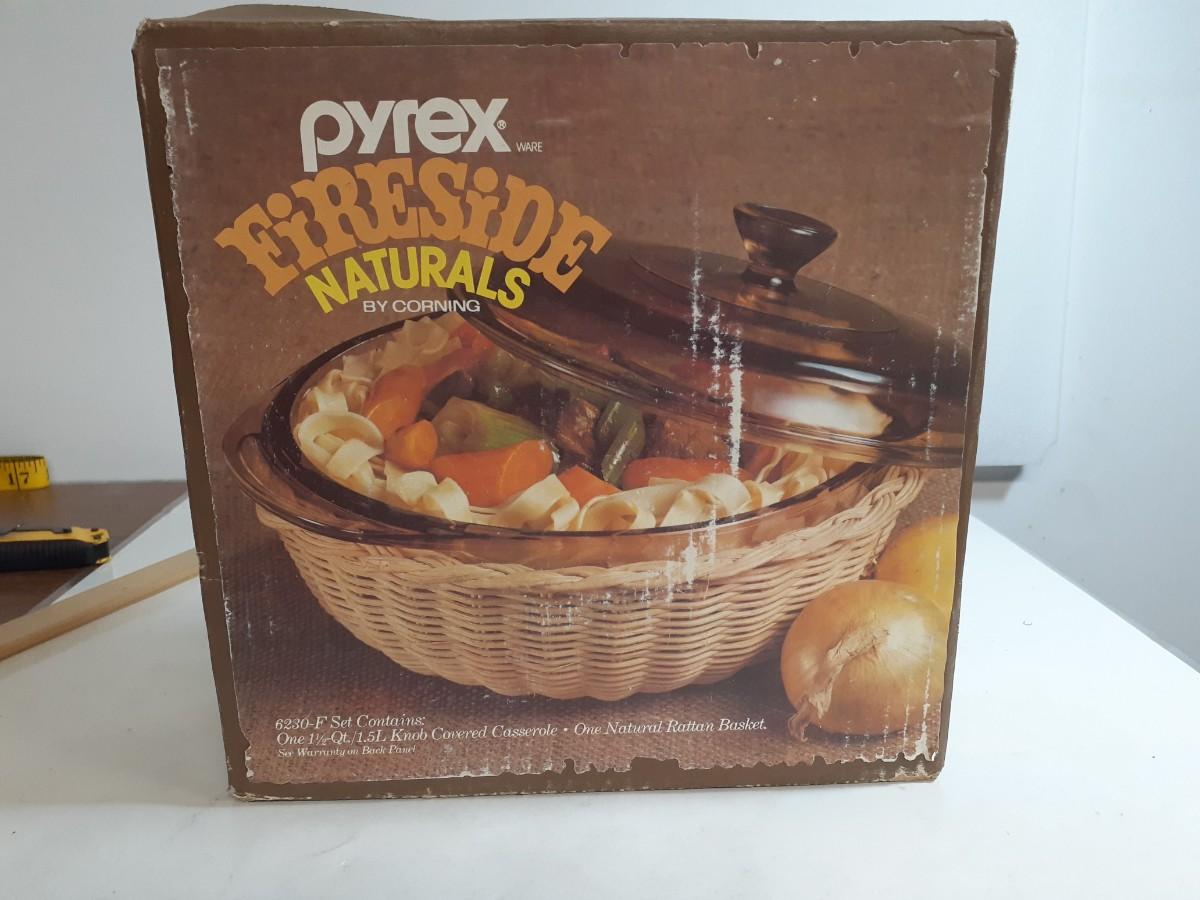 pyrex® WARE
FiRESiDE
NATURALS
BY CORNING
6230-F Set Contains:
One 1½-Qt./1.5L Knob Covered Casserole • One Natural Rattan Basket.
See Warranty on Back Panel
17